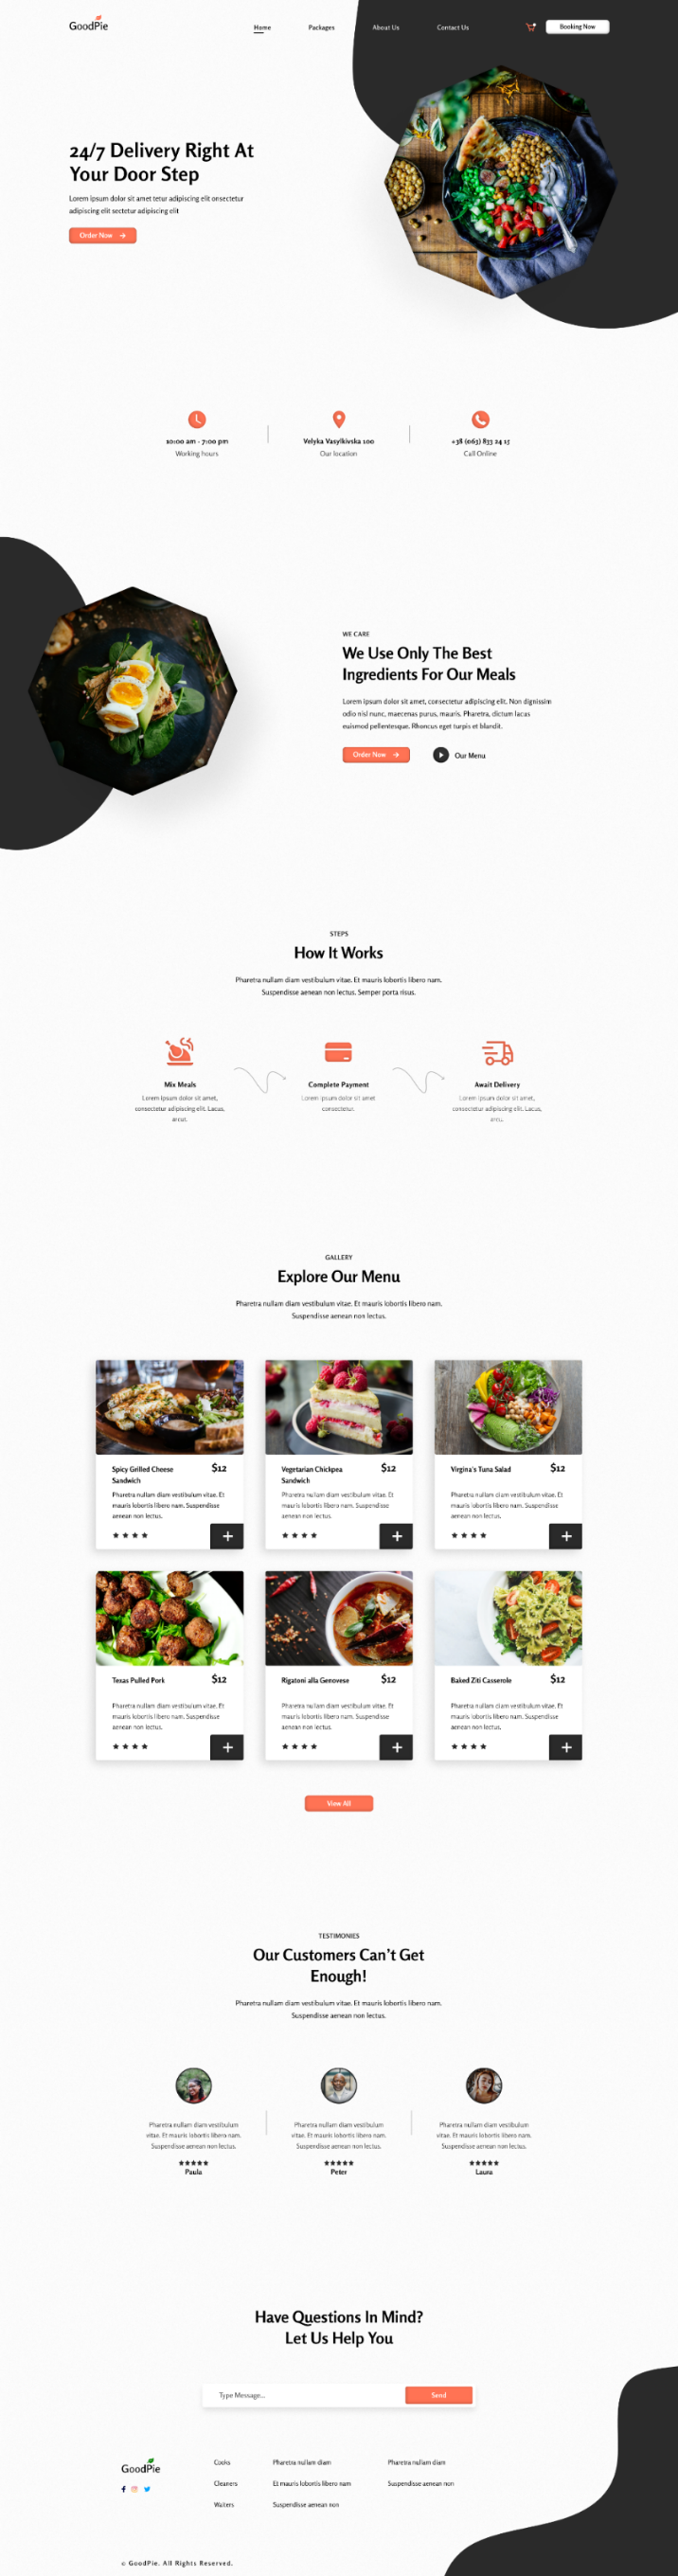 GoodPie
Home
Packages
About Us
Contact Us
Booking Now
24/7 Delivery Right At
Your Door Step
Lorem ipsum dolor sit amet tetur adipiscing elit onsectetur
adipiscing elit sectetur adipiscing elit
Order Now
10:00 am - 7:00 pm
Working hours
Velyka Vasylkivska 100
Our location
+38 (063) 833 24 15
Call Online
WE CARE
We Use Only The Best
Ingredients For Our Meals
Lorem ipsum dolor sit amet, consectetur adipiscing elit. Non dignissim
odio nisl nunc, maecenas purus, mauris. Pharetra, dictum lacus
euismod pellentesque. Rhoncus eget turpis et blandit.
Order Now
Our Menu
STEPS
How It Works
Pharetra nullam diam vestibulum vitae. Et mauris lobortis libero nam.
Suspendisse aenean non lectus. Semper porta risus.
Mix Meals
Lorem ipsum dolor sit amet,
consectetur adipiscing elit. Lacus,
arcu.
Complete Payment
Lorem ipsum dolor sit amet
consectetur.
Await Delivery
Lorem ipsum dolor sit amet,
consectetur adipiscing elit. Lacus,
arcu.
GALLERY
Explore Our Menu
Pharetra nullam diam vestibulum vitae. Et mauris lobortis libero nam.
Suspendisse aenean non lectus.
Spicy Grilled Cheese
Sandwich
$12
Pharetra nullam diam vestibulum vitae. Et
mauris lobortis libero nam. Suspendisse
aenean non lectus.
Vegetarian Chickpea
Sandwich
$12
Pharetra nullam diam vestibulum vitae. Et
mauris lobortis libero nam. Suspendisse
aenean non lectus.
Virgina's Tuna Salad
$12
Pharetra nullam diam vestibulum vitae. Et
mauris lobortis libero nam. Suspendisse
aenean non lectus.
Texas Pulled Pork
$12
Pharetra nullam diam vestibulum vitae. Et
mauris lobortis libero nam. Suspendisse
aenean non lectus.
Rigatoni alla Genovese
$12
Pharetra nullam diam vestibulum vitae. Et
mauris lobortis libero nam. Suspendisse
aenean non lectus.
Baked Ziti Casserole
$12
Pharetra nullam diam vestibulum vitae. Et
mauris lobortis libero nam. Suspendisse
aenean non lectus.
View All
TESTIMONIES
Our Customers Can't Get
Enough!
Pharetra nullam diam vestibulum vitae. Et mauris lobortis libero nam.
Suspendisse aenean non lectus.
Pharetra nullam diam vestibulum
vitae. Et mauris lobortis libero nam.
Suspendisse aenean non lectus.
Paula
Pharetra nullam diam vestibulum
vitae. Et mauris lobortis libero nam.
Suspendisse aenean non lectus.
Peter
Pharetra nullam diam vestibulum
vitae. Et mauris lobortis libero nam.
Suspendisse aenean non lectus.
Laura
Have Questions In Mind?
Let Us Help You
Type Message...
Send
GoodPie
Cooks
Cleaners
Waiters
Pharetra nullam diam
Et mauris lobortis libero nam
Suspendisse aenean non
Pharetra nullam diam
Suspendisse aenean non
© GoodPie. All Rights Reserved.